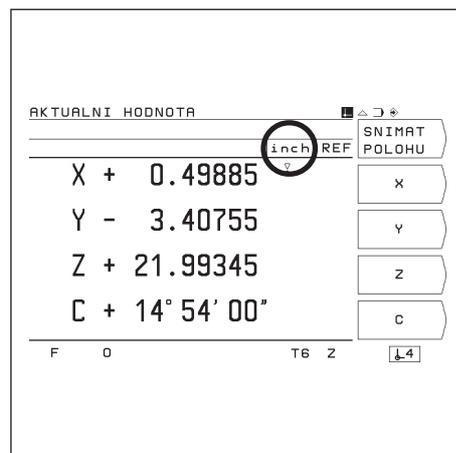 AKTUALNI HODNOTA
SNIMAT
POLOHU
inch REF
X + 0.49885
X
Y - 3.40755
Y
Z + 21.99345
Z
C + 14° 54' 00"
C
F 0 T6 Z
4